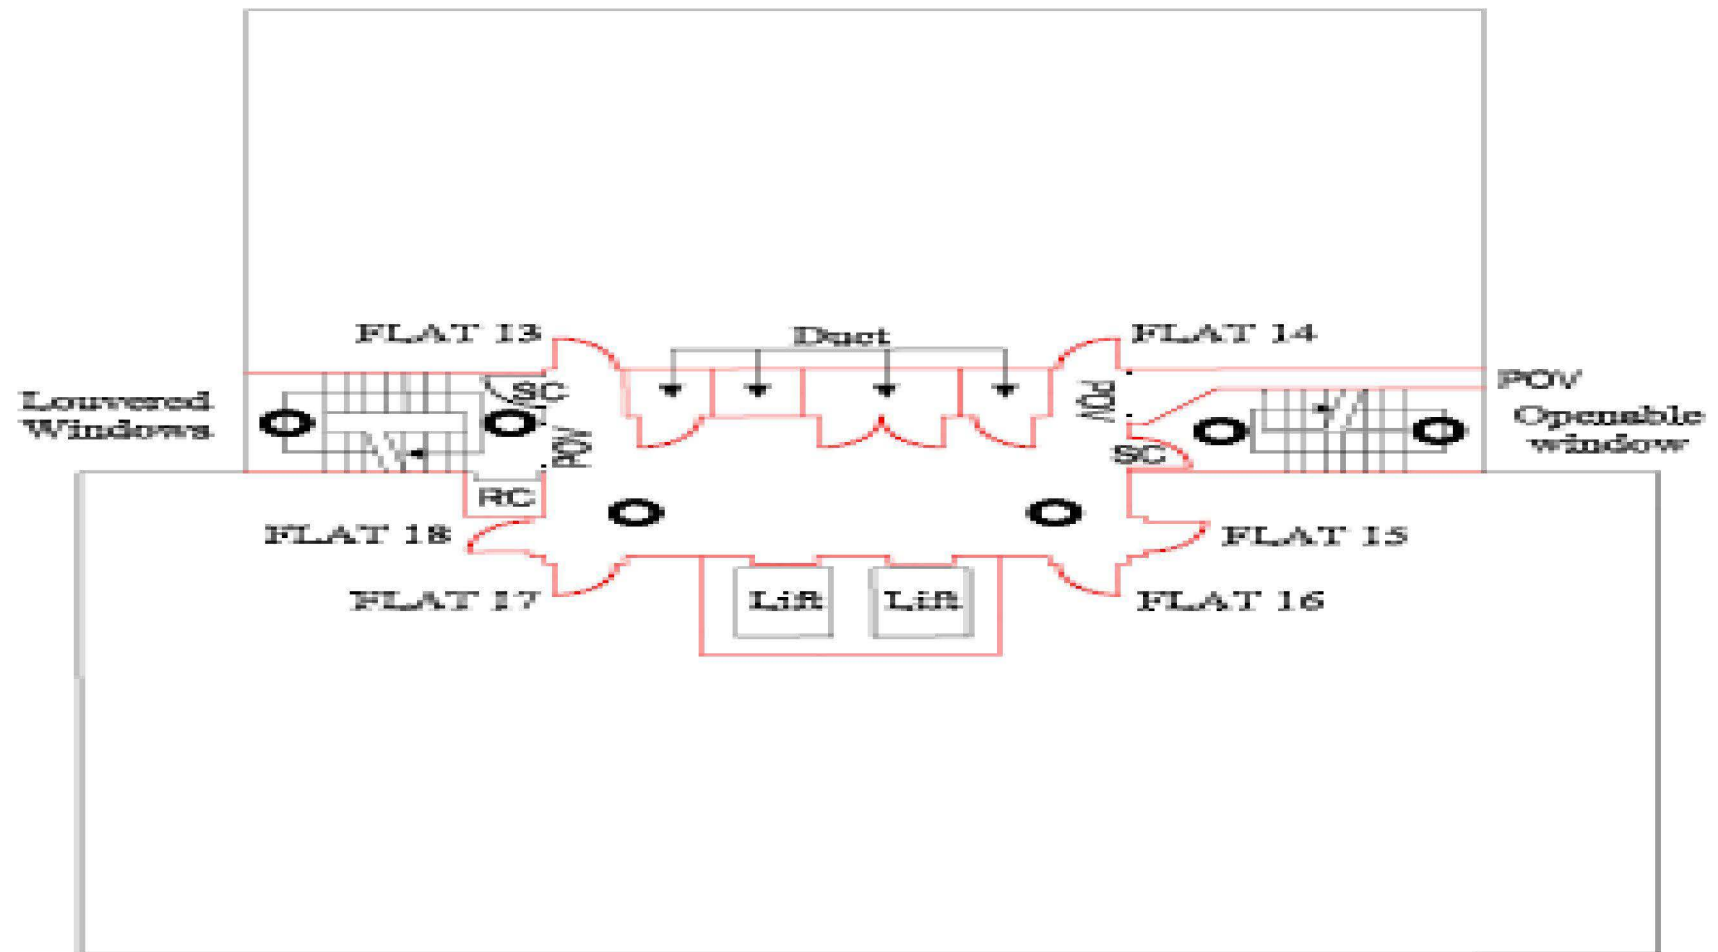 FLAT 13
Duct
FLAT 14
POV
SC
POV
Louvered
Windows
Openable
window
POV
SC
RC
FLAT 18
FLAT 15
FLAT 17
Lift
Lift
FLAT 16